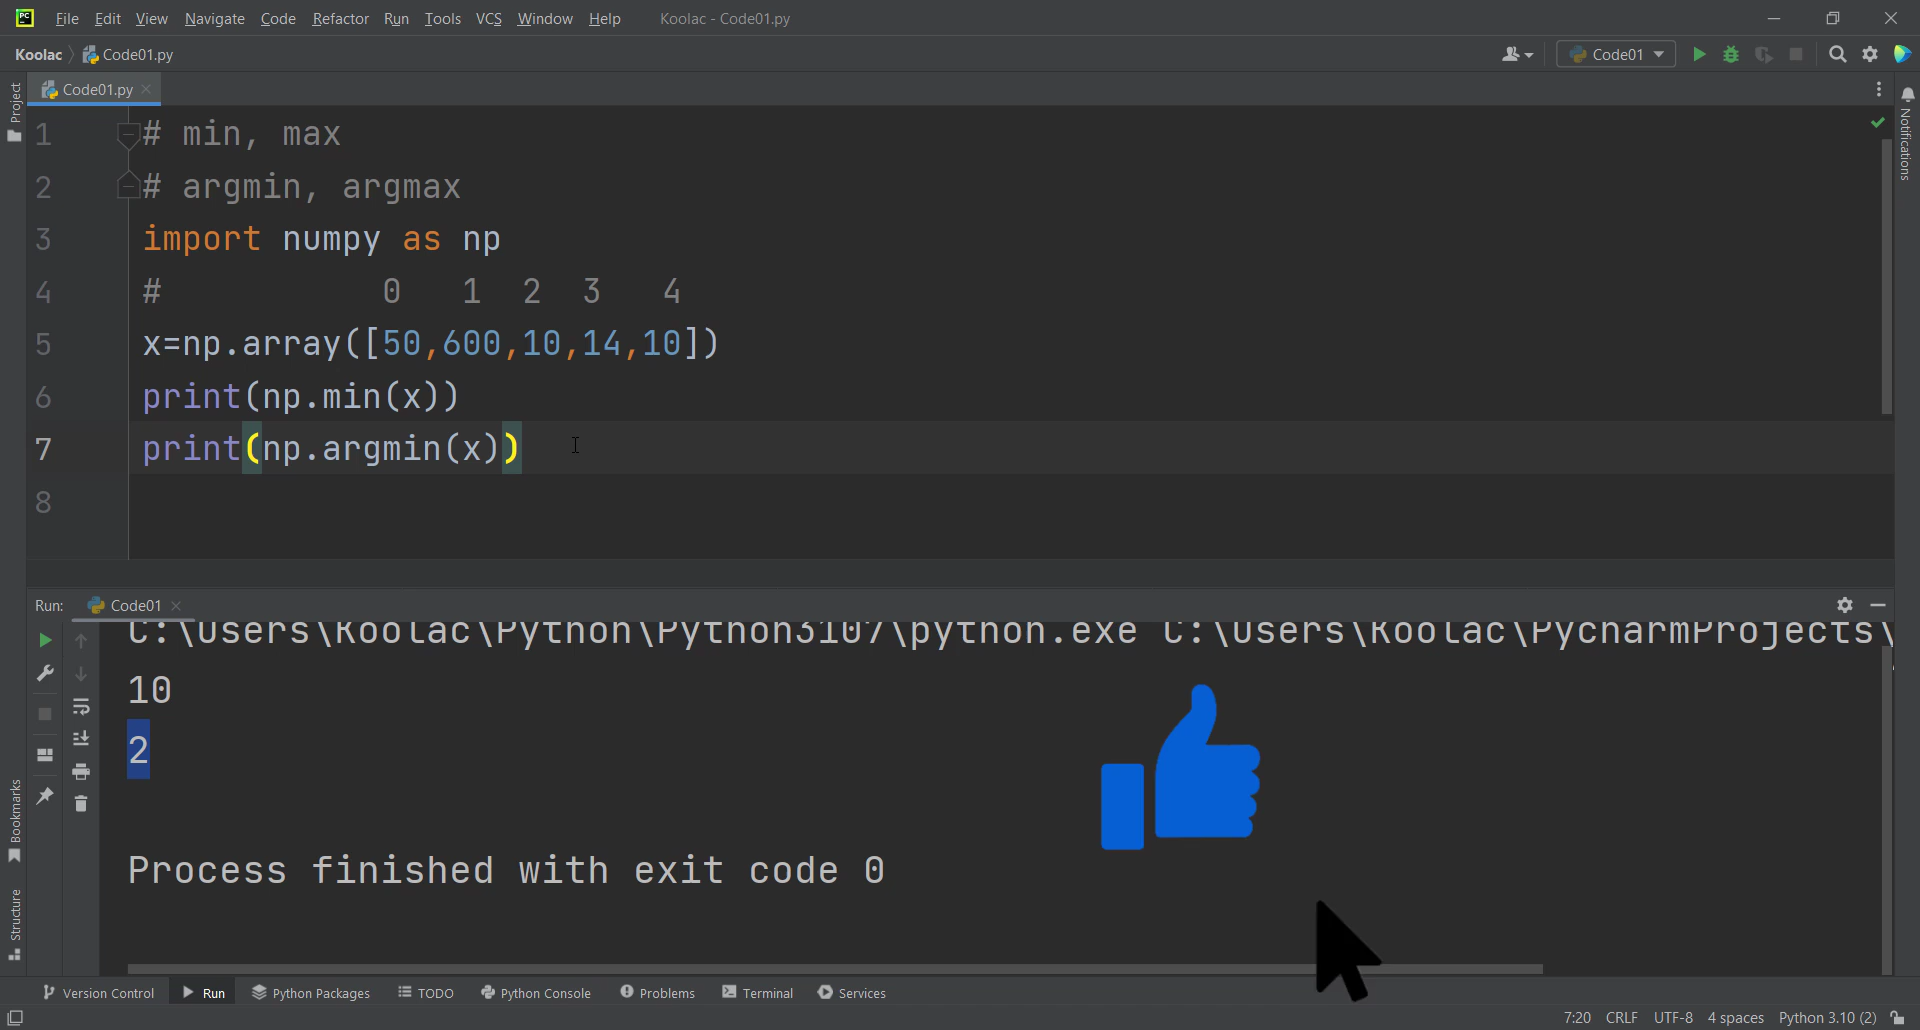 File Edit View Navigate Code Refactor Run Tools VCS Window Help Koolac - Code01.py
Koolac Code01.py Code01
Code01.py
Project
Notifications
1 # min, max
2 # argmin, argmax
3 import numpy as np
4 # 0 1 2 3 4
5 x=np.array([50,600,10,14,10])
6 print(np.min(x))
7 print(np.argmin(x))
8
Run: Code01
C:\Users\Koolac\Python\Python3107\python.exe C:\Users\Koolac\PycharmProjects\
10
2
Process finished with exit code 0
Bookmarks
Structure
Version Control Run Python Packages TODO Python Console Problems Terminal Services
7:20 CRLF UTF-8 4 spaces Python 3.10 (2)